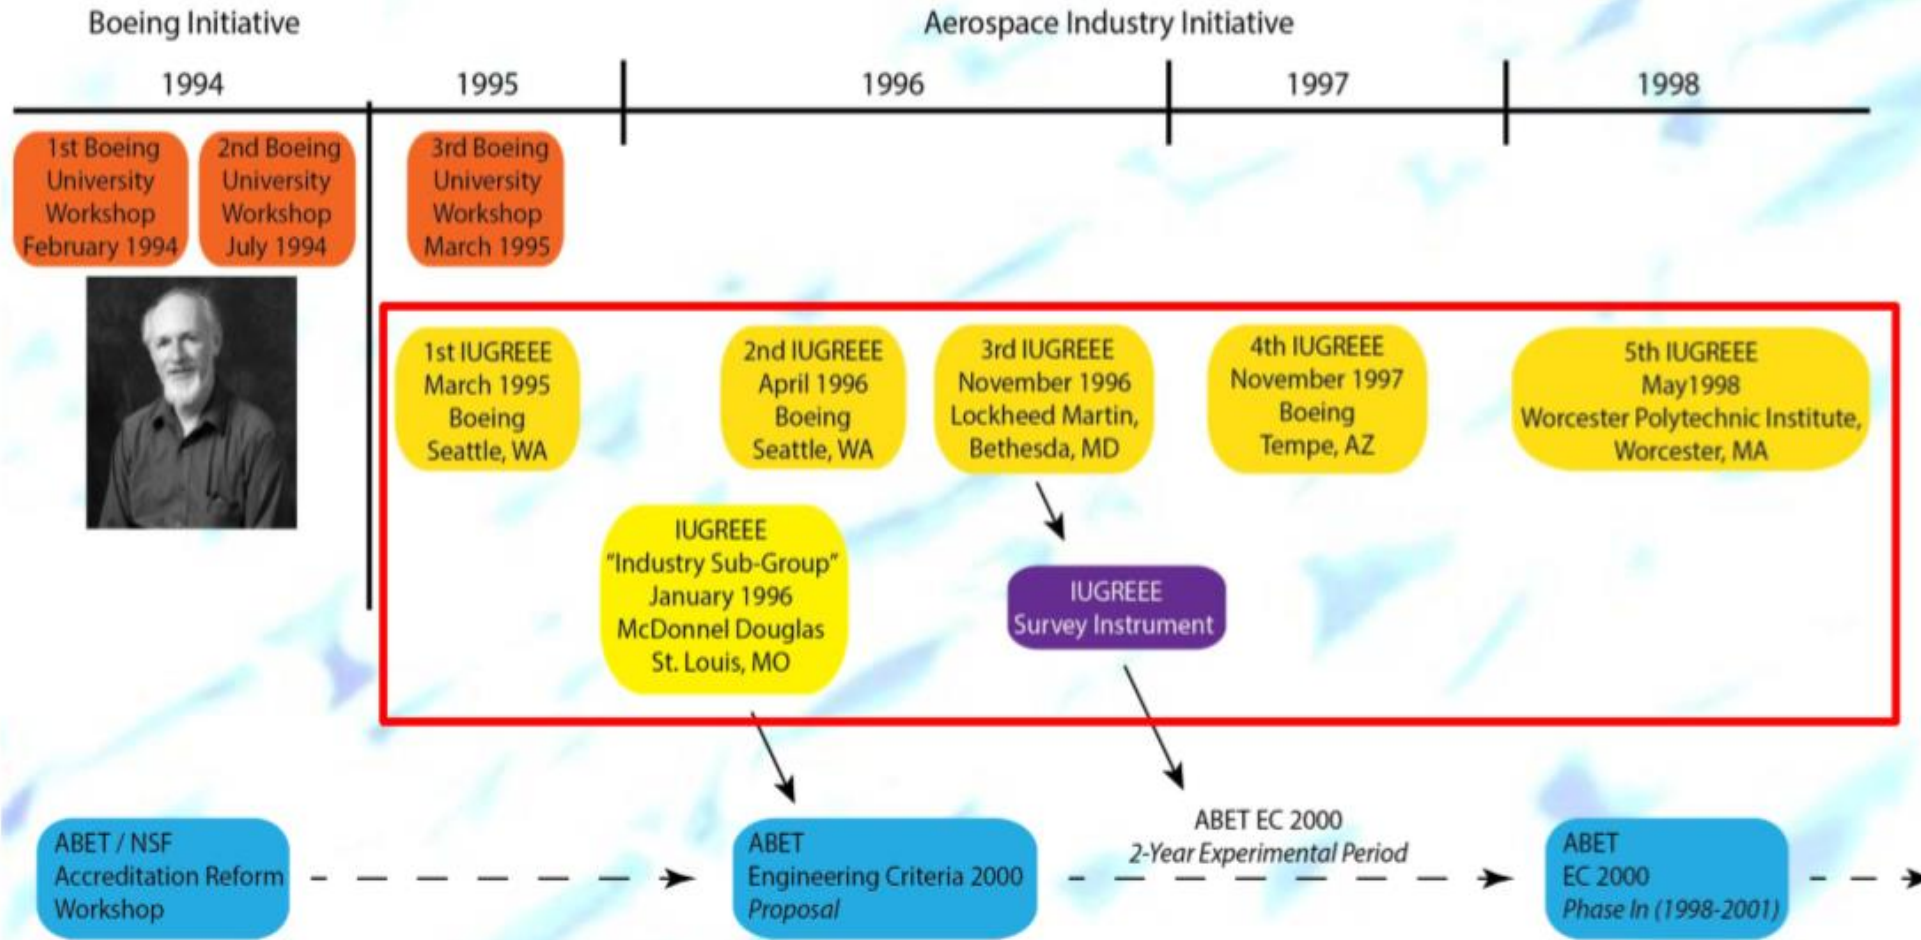 Boeing Initiative
Aerospace Industry Initiative
1994
1995
1996
1997
1998
1st Boeing
University
Workshop
February 1994
2nd Boeing
University
Workshop
July 1994
3rd Boeing
University
Workshop
March 1995
1st IUGREEE
March 1995
Boeing
Seattle, WA
2nd IUGREEE
April 1996
Boeing
Seattle, WA
3rd IUGREEE
November 1996
Lockheed Martin,
Bethesda, MD
4th IUGREEE
November 1997
Boeing
Tempe, AZ
5th IUGREEE
May1998
Worcester Polytechnic Institute,
Worcester, MA
IUGREEE
"Industry Sub-Group"
January 1996
McDonnel Douglas
St. Louis, MO
IUGREEE
Survey Instrument
ABET / NSF
Accreditation Reform
Workshop
ABET
Engineering Criteria 2000
Proposal
ABET EC 2000
2-Year Experimental Period
ABET
EC 2000
Phase In (1998-2001)